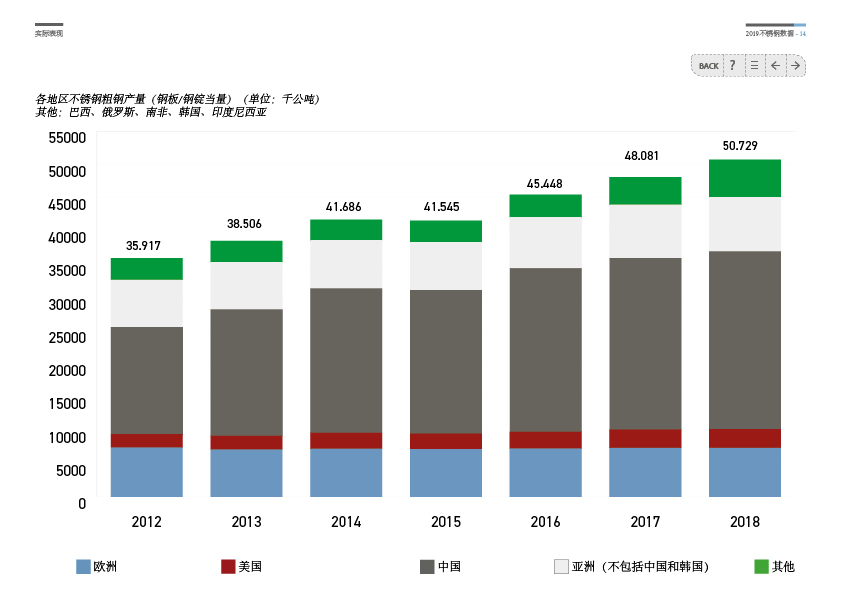 实际表现
2019不锈钢数据 - 14
BACK ? ☰ ← →
各地区不锈钢粗钢产量（钢板/钢锭当量）（单位：千公吨）
其他：巴西、俄罗斯、南非、韩国、印度尼西亚
55000
50000
45000
40000
35000
30000
25000
20000
15000
10000
5000
0
35.917
38.506
41.686
41.545
45.448
48.081
50.729
2012 2013 2014 2015 2016 2017 2018
欧洲 美国 中国 亚洲（不包括中国和韩国） 其他